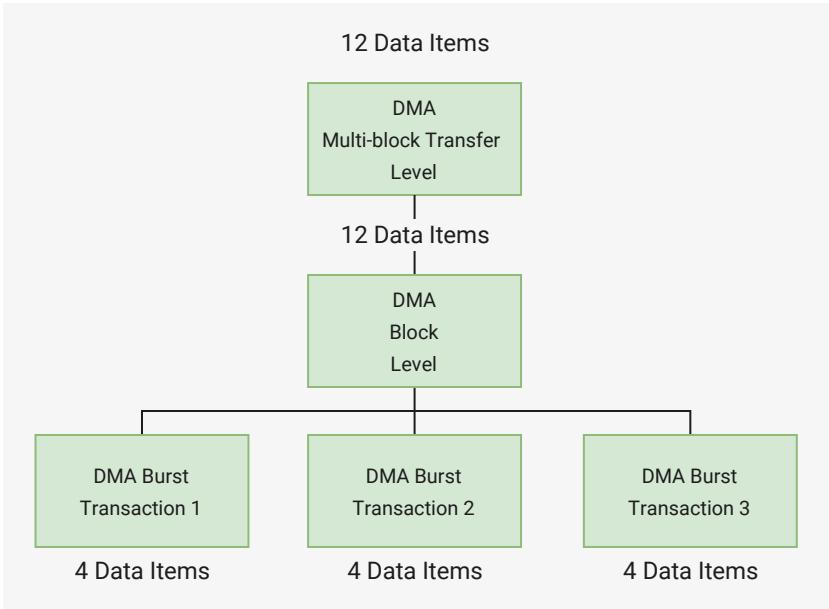 12 Data Items
DMA
Multi-block Transfer
Level
12 Data Items
DMA
Block
Level
DMA Burst
Transaction 1
DMA Burst
Transaction 2
DMA Burst
Transaction 3
4 Data Items
4 Data Items
4 Data Items